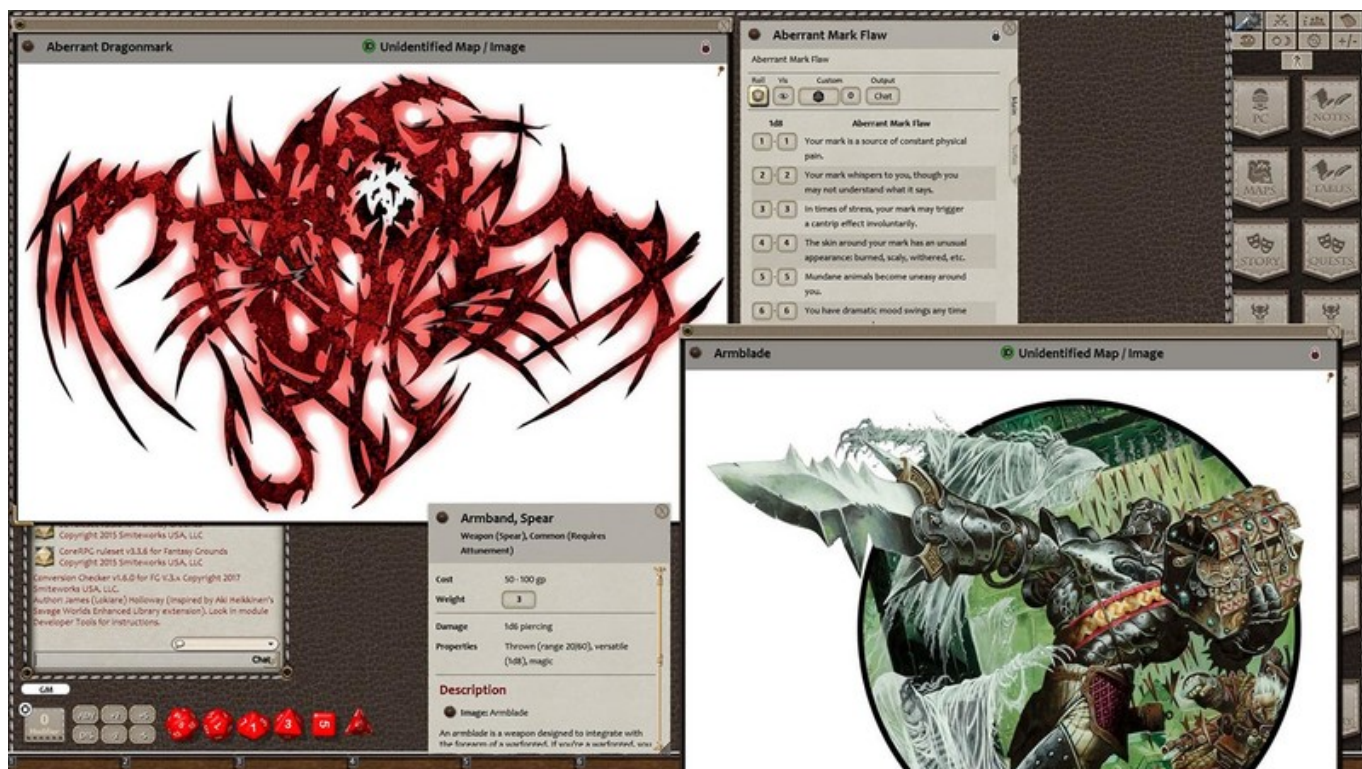 Aberrant Dragonmark
ID Unidentified Map / Image
Aberrant Mark Flaw
Aberrant Mark Flaw
Roll Vis Custom Output
Chat
1d8 Aberrant Mark Flaw
1 - 1 Your mark is a source of constant physical
pain.
2 - 2 Your mark whispers to you, though you
may not understand what it says.
3 - 3 In times of stress, your mark may trigger
a cantrip effect involuntarily.
4 - 4 The skin around your mark has an unusual
appearance: burned, scaly, withered, etc.
5 - 5 Mundane animals become uneasy around
you.
6 - 6 You have dramatic mood swings any time
Main
PC
NOTES
MAPS
TABLES
STORY
QUESTS
+/-
Armblade
ID Unidentified Map / Image
Copyright 2015 Smiteworks USA, LLC
CoreRPG ruleset v3.3.6 for Fantasy Grounds
Copyright 2015 Smiteworks USA, LLC
Conversion Checker v1.6.0 for FG V.3.x Copyright 2017
Smiteworks USA, LLC.
Author: James (Lokiare) Holloway (Inspired by Aki Heikkinen's
Savage Worlds Enhanced Library extension). Look in module
Developer Tools for instructions.
Chat
GM
0
Modifier
Armband, Spear
Weapon (Spear), Common (Requires
Attunement)
Cost 50 - 100 gp
Weight 3
Damage 1d6 piercing
Properties Thrown (range 20/60), versatile
(1d8), magic
Description
Image: Armblade
An armblade is a weapon designed to integrate with
the forearm of a warforged. If you're a warforged, you
1
2
3
4
5
6